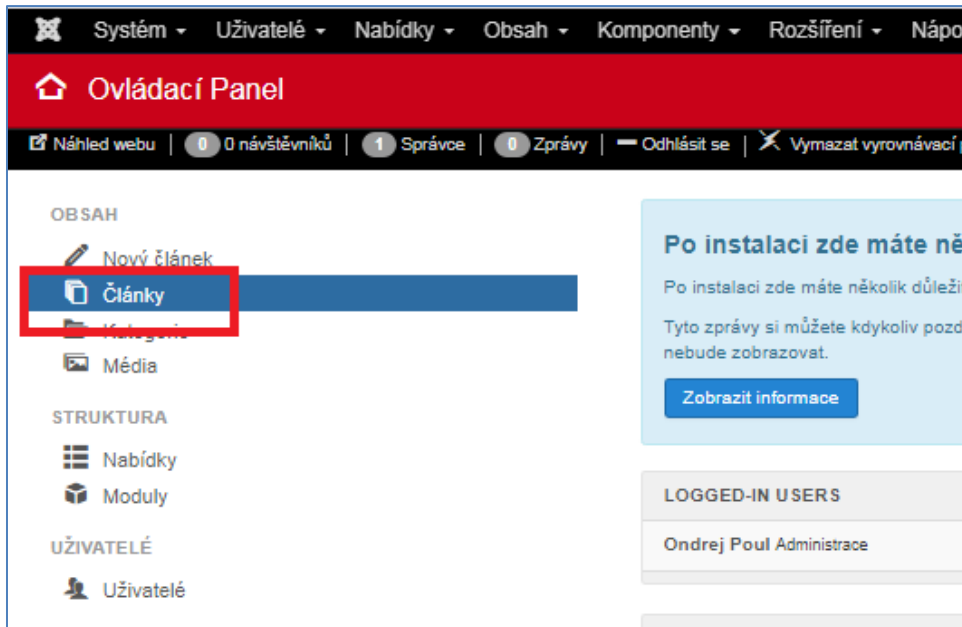 Systém Uživatelé Nabídky Obsah Komponenty Rozšíření Nápo
Ovládací Panel
Náhled webu 0 0 návštěvníků 1 Správce 0 Zprávy Odhlásit se Vymazat vyrovnávací
OBSAH
Nový článek
Články
Kategorie
Média
STRUKTURA
Nabídky
Moduly
UŽIVATELÉ
Uživatelé
Po instalaci zde máte ně
Po instalaci zde máte několik důleži
Tyto zprávy si můžete kdykoliv pozd
nebude zobrazovat.
Zobrazit informace
LOGGED-IN USERS
Ondrej Poul Administrace